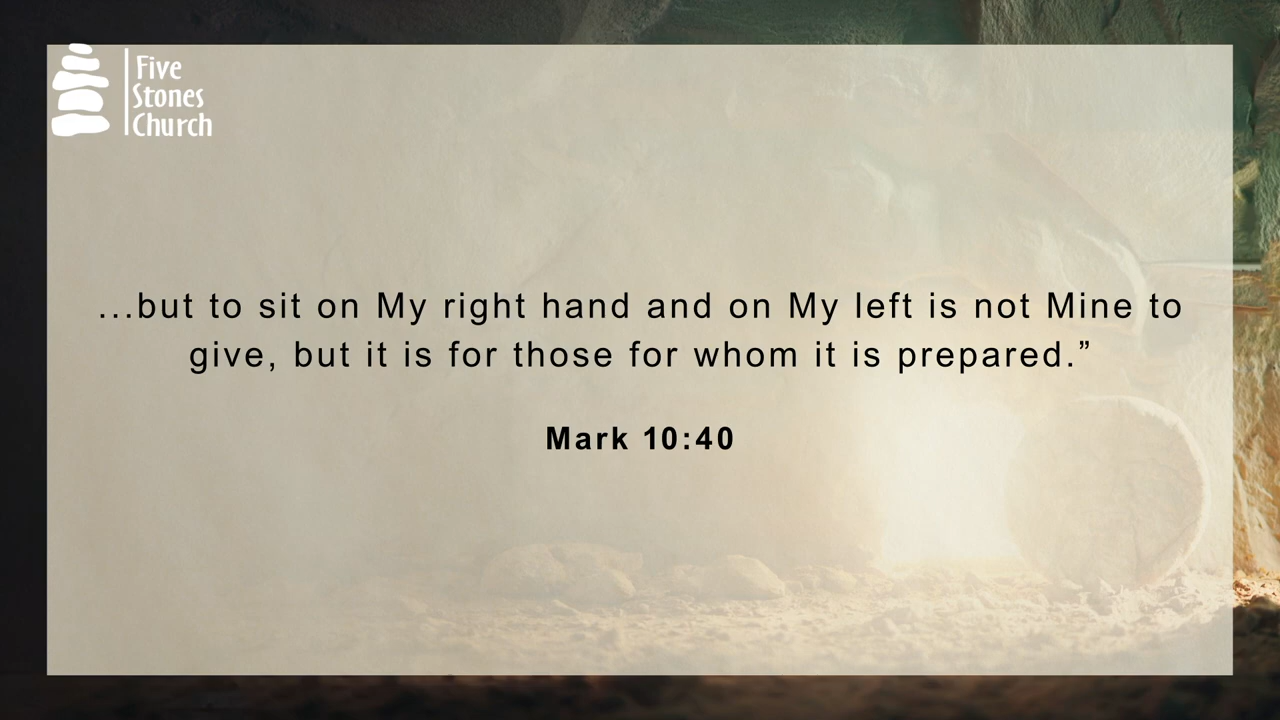 Five
Stones
Church
...but to sit on My right hand and on My left is not Mine to
give, but it is for those for whom it is prepared.”
Mark 10:40